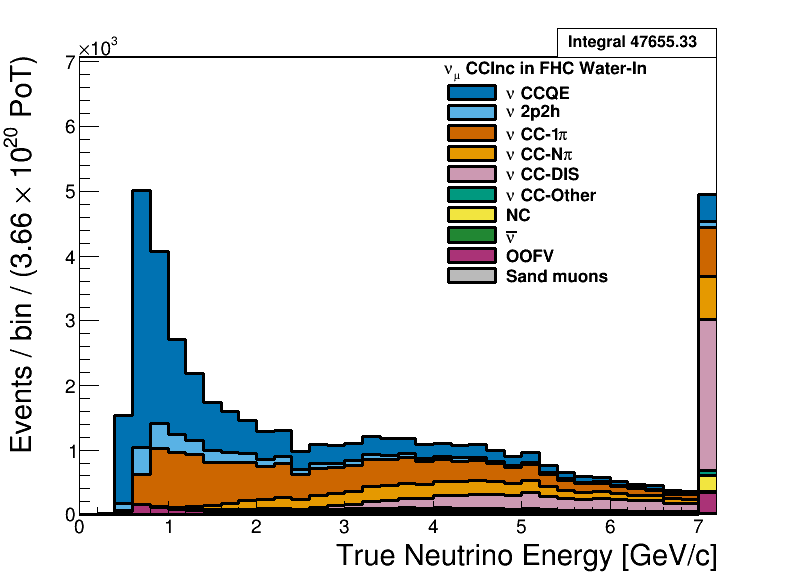 Integral 47655.33
×10³
ν_μ CCInc in FHC Water-In
ν CCQE
ν 2p2h
ν CC-1π
ν CC-Nπ
ν CC-DIS
ν CC-Other
NC
ν̅
OOFV
Sand muons
Events / bin / (3.66 × 10²⁰ PoT)
7
6
5
4
3
2
1
0
0 1 2 3 4 5 6 7
True Neutrino Energy [GeV/c]